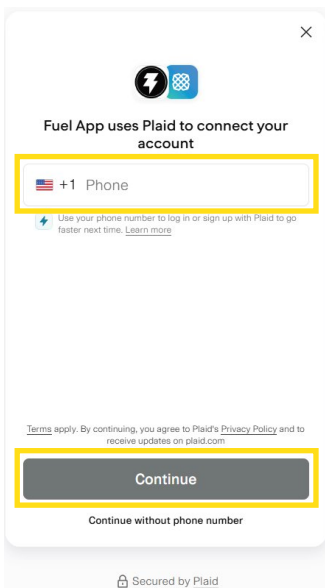 Fuel App uses Plaid to connect your
account
+1 Phone
Use your phone number to log in or sign up with Plaid to go
faster next time. Learn more
Terms apply. By continuing, you agree to Plaid's Privacy Policy and to
receive updates on plaid.com
Continue
Continue without phone number
Secured by Plaid